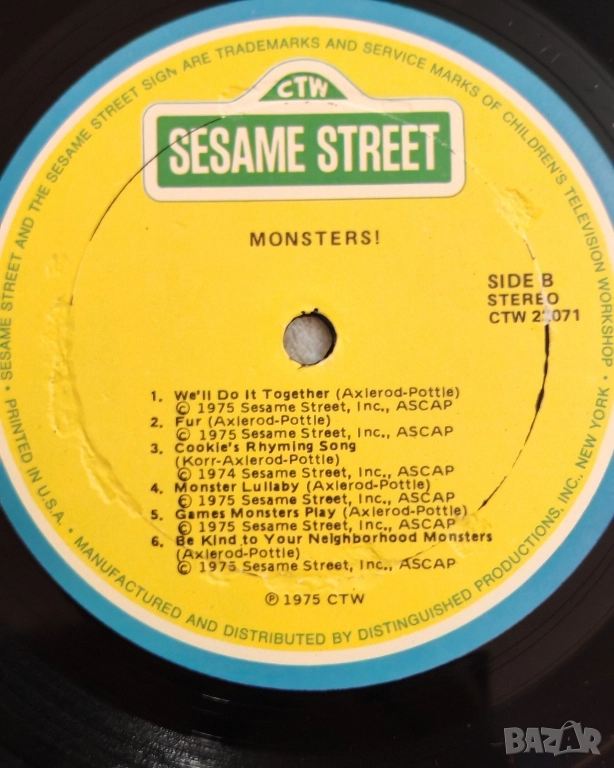 CTW
SESAME STREET
MONSTERS!
SIDE B
STEREO
CTW 22071
1. We'll Do It Together (Axlerod-Pottle)
© 1975 Sesame Street, Inc., ASCAP
2. Fur (Axlerod-Pottle)
© 1975 Sesame Street, Inc., ASCAP
3. Cookie's Rhyming Song
(Korr-Axlerod-Pottle)
© 1974 Sesame Street, Inc., ASCAP
4. Monster Lullaby (Axlerod-Pottle)
© 1975 Sesame Street, Inc., ASCAP
5. Games Monsters Play (Axlerod-Pottle)
© 1975 Sesame Street, Inc., ASCAP
6. Be Kind to Your Neighborhood Monsters
(Axlerod-Pottle)
© 1975 Sesame Street, Inc., ASCAP
℗ 1975 CTW
• SESAME STREET AND THE SESAME STREET SIGN ARE TRADEMARKS AND SERVICE MARKS OF CHILDREN'S TELEVISION WORKSHOP •
PRINTED IN U.S.A. • MANUFACTURED AND DISTRIBUTED BY DISTINGUISHED PRODUCTIONS, INC., NEW YORK.
BAZAR